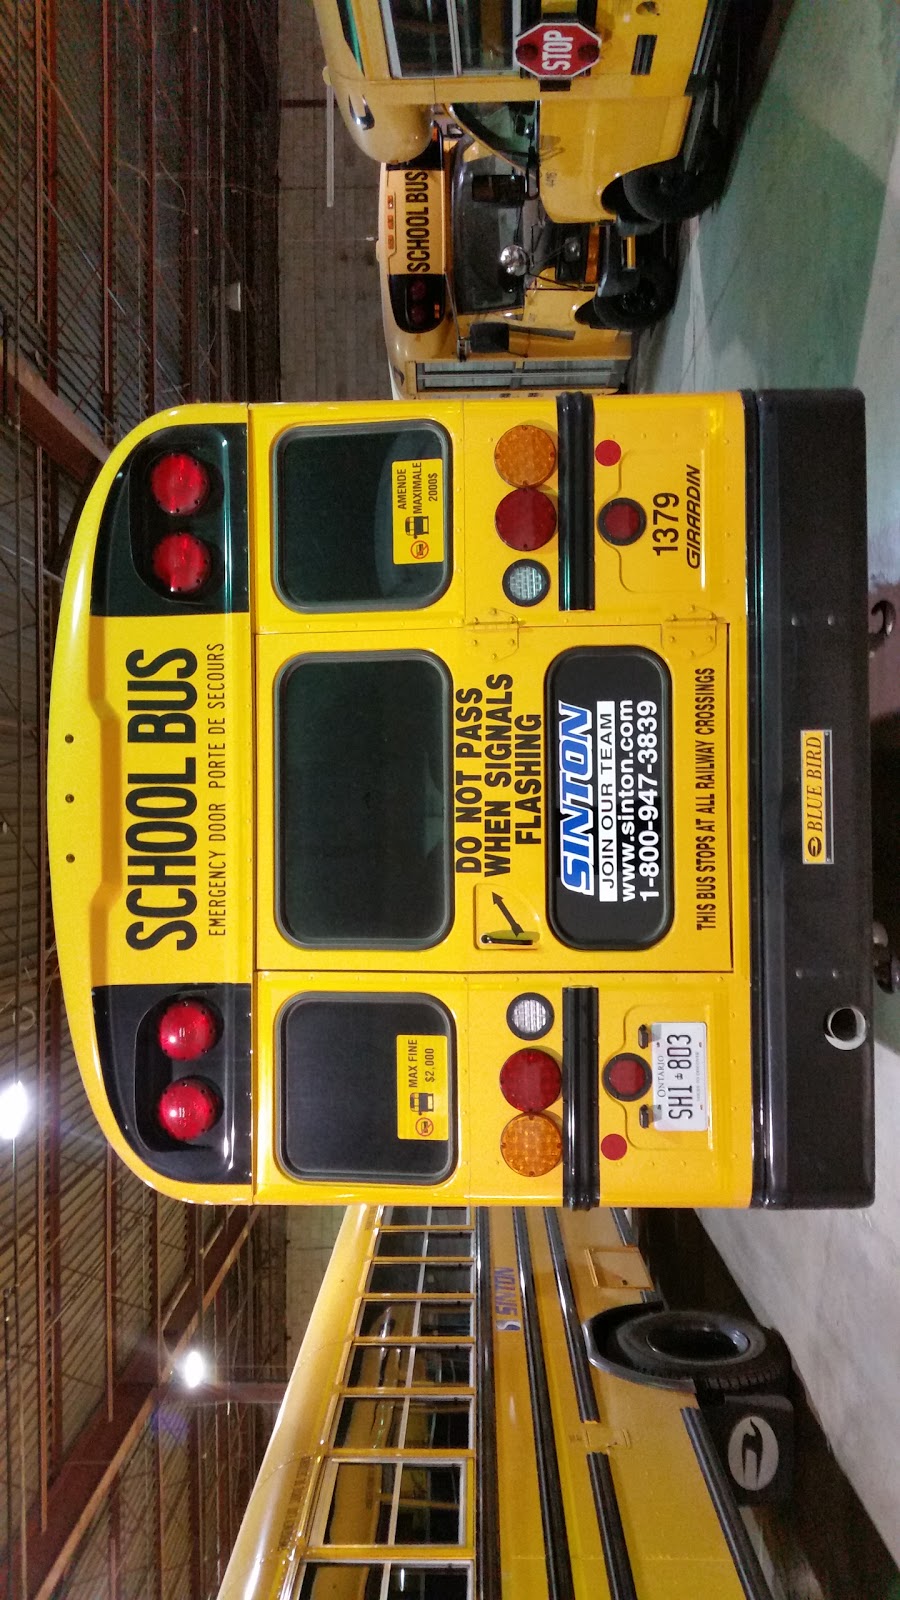 SCHOOL BUS
EMERGENCY DOOR PORTE DE SECOURS
MAX FINE
$2,000
AMENDE
MAXIMALE
2000$
DO NOT PASS
WHEN SIGNALS
FLASHING
SINTON
JOIN OUR TEAM
www.sinton.com
1-800-947-3839
THIS BUS STOPS AT ALL RAILWAY CROSSINGS
ONTARIO
SH1 803
1379
GIRARDIN
BLUE BIRD
SINTON
SCHOOL BUS
STOP